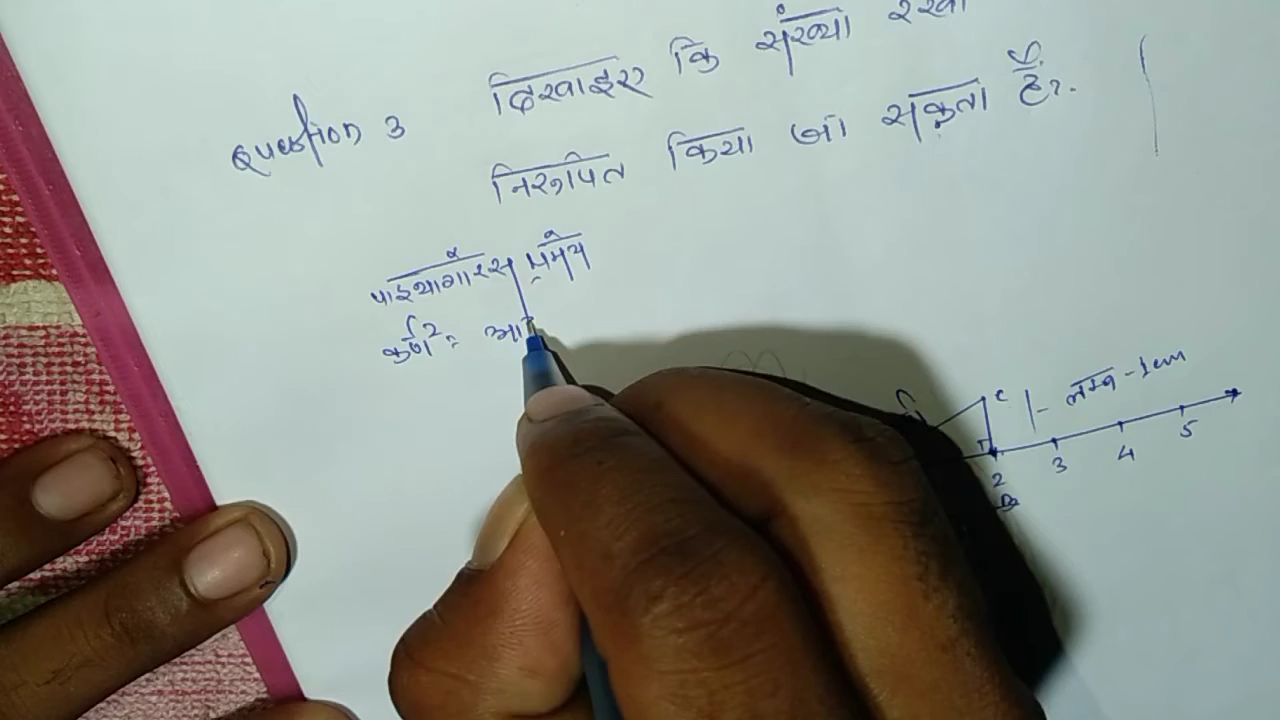 Question 3 दिखाइए कि संख्या रेखा
निरूपित किया जा सकता है?
पाइथागोरस प्रमेय
कर्ण² = आ
C लम्ब - 1cm
2 3 4 5
B